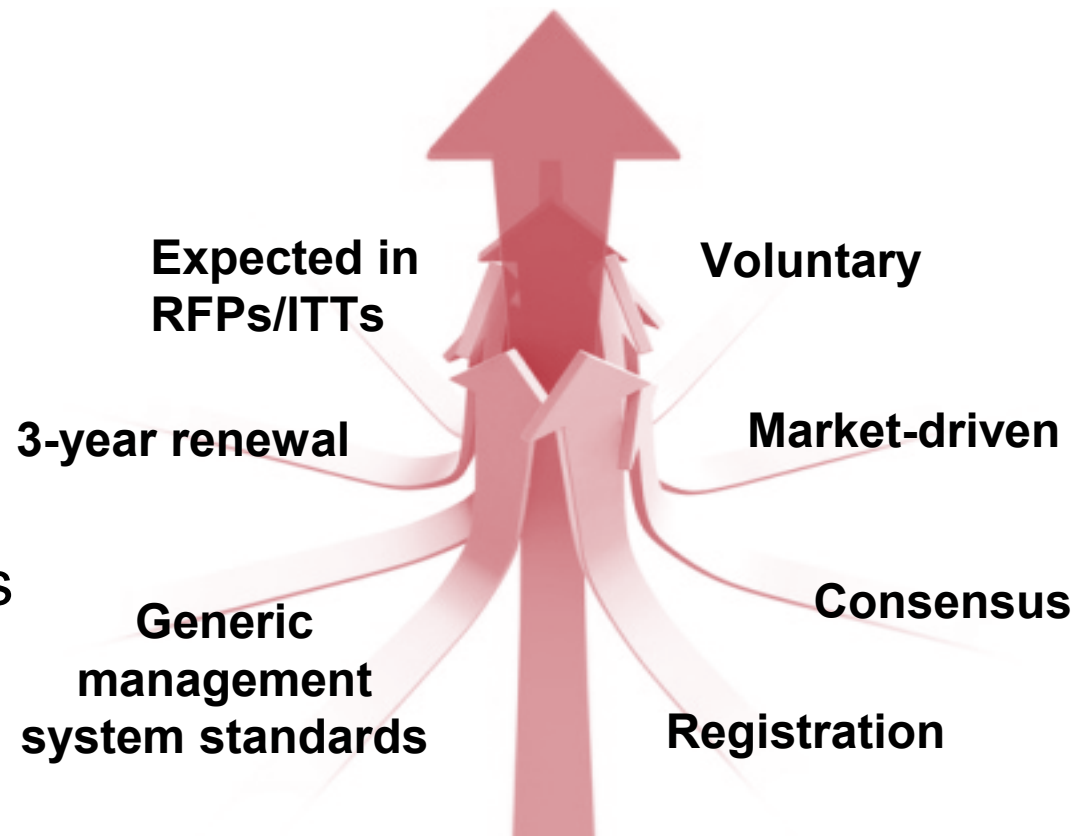 Expected in
RFPs/ITTs
Voluntary
3-year renewal
Market-driven
s
Generic
management
system standards
Consensus
Registration